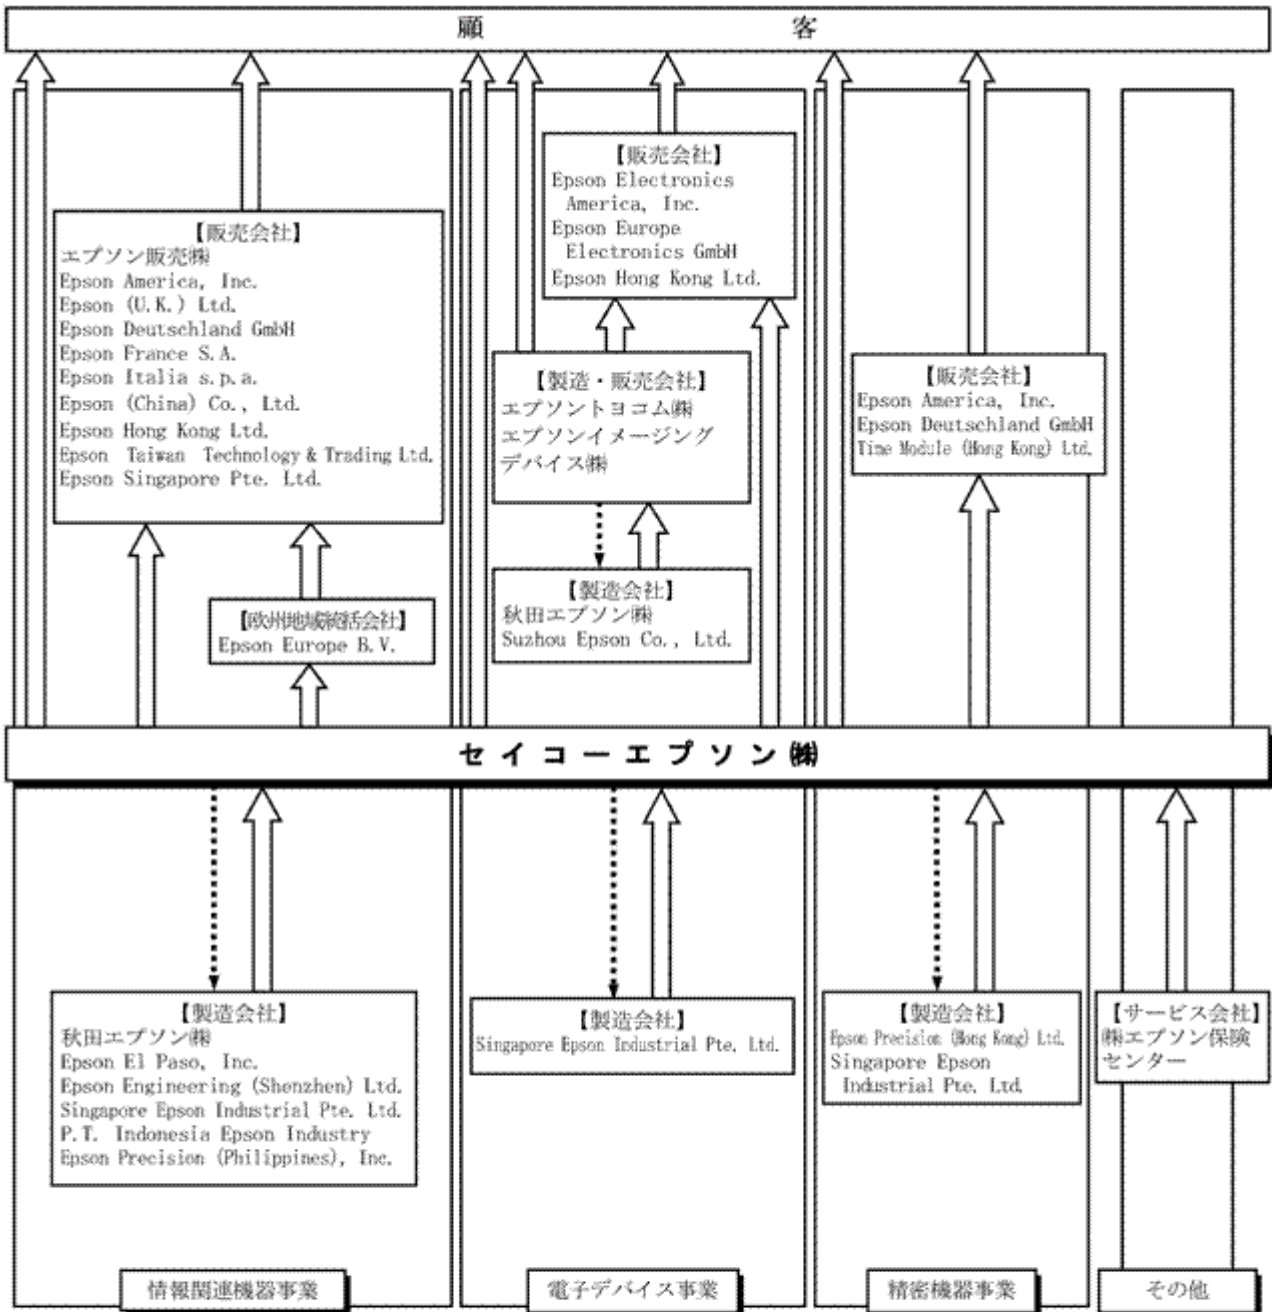 顧客
【販売会社】
エプソン販売㈱
Epson America, Inc.
Epson (U.K.) Ltd.
Epson Deutschland GmbH
Epson France S.A.
Epson Italia s.p.a.
Epson (China) Co., Ltd.
Epson Hong Kong Ltd.
Epson Taiwan Technology & Trading Ltd.
Epson Singapore Pte. Ltd.
【欧州地域統括会社】
Epson Europe B.V.
【販売会社】
Epson Electronics
America, Inc.
Epson Europe
Electronics GmbH
Epson Hong Kong Ltd.
【製造・販売会社】
エプソントヨコム㈱
エプソンイメージング
デバイス㈱
【製造会社】
秋田エプソン㈱
Suzhou Epson Co., Ltd.
【販売会社】
Epson America, Inc.
Epson Deutschland GmbH
Time Module (Hong Kong) Ltd.
セイコーエプソン㈱
【製造会社】
秋田エプソン㈱
Epson El Paso, Inc.
Epson Engineering (Shenzhen) Ltd.
Singapore Epson Industrial Pte. Ltd.
P.T. Indonesia Epson Industry
Epson Precision (Philippines), Inc.
【製造会社】
Singapore Epson Industrial Pte. Ltd.
【製造会社】
Epson Precision (Hong Kong) Ltd.
Singapore Epson
Industrial Pte. Ltd.
【サービス会社】
㈱エプソン保険
センター
情報関連機器事業
電子デバイス事業
精密機器事業
その他